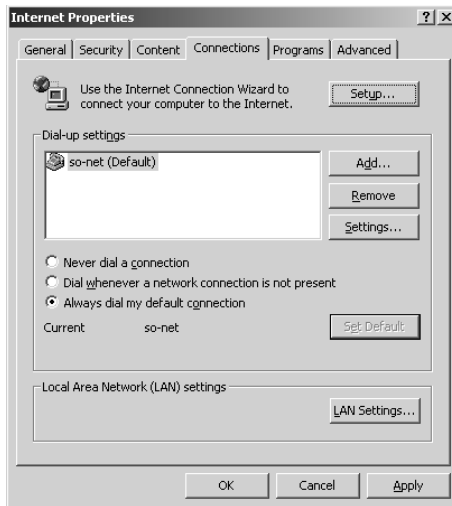 Internet Properties
? X
General Security Content Connections Programs Advanced
Use the Internet Connection Wizard to
connect your computer to the Internet.
Setup...
Dial-up settings
so-net (Default)
Add...
Remove
Settings...
Never dial a connection
Dial whenever a network connection is not present
Always dial my default connection
Current so-net Set Default
Local Area Network (LAN) settings
LAN Settings...
OK Cancel Apply